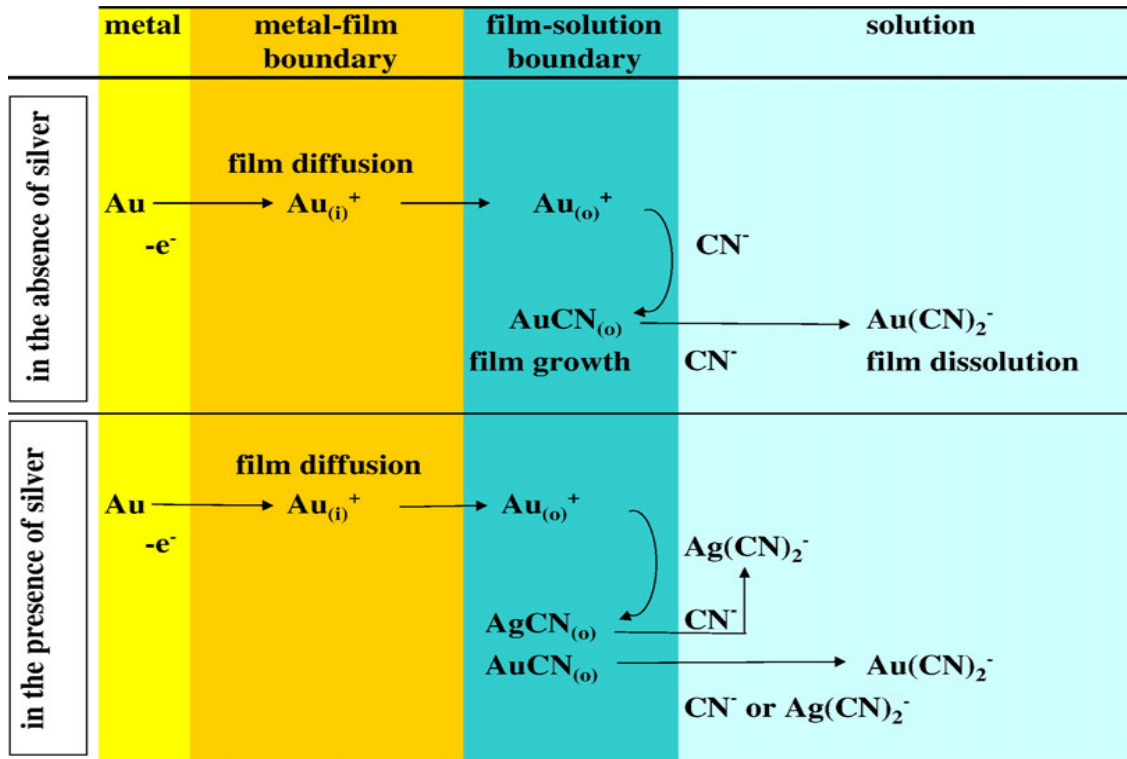 metal metal-film film-solution solution
boundary boundary
in the absence of silver
film diffusion
Au Au(i)+ Au(o)+
-e- CN-
AuCN(o) Au(CN)2-
film growth CN- film dissolution
in the presence of silver
film diffusion
Au Au(i)+ Au(o)+
-e- Ag(CN)2-
AgCN(o) CN-
AuCN(o) Au(CN)2-
CN- or Ag(CN)2-